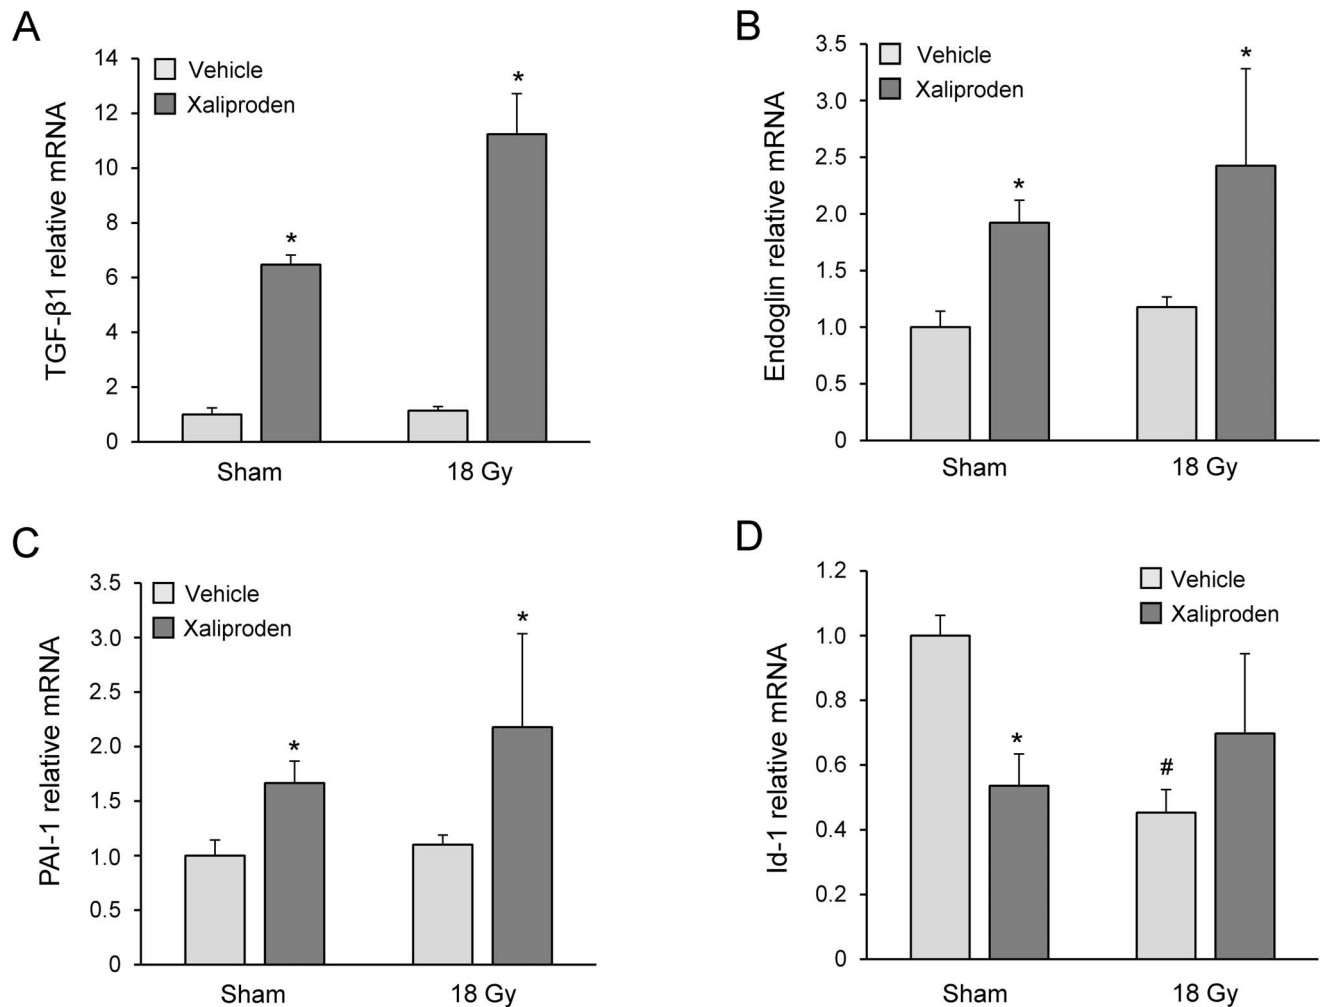 A
TGF-β1 relative mRNA
14
12
10
8
6
4
2
0
Vehicle
Xaliproden
*
*
Sham
18 Gy
B
Endoglin relative mRNA
3.5
3.0
2.5
2.0
1.5
1.0
0.5
0
Vehicle
Xaliproden
*
*
Sham
18 Gy
C
PAI-1 relative mRNA
3.5
3.0
2.5
2.0
1.5
1.0
0.5
0
Vehicle
Xaliproden
*
*
Sham
18 Gy
D
Id-1 relative mRNA
1.2
1.0
0.8
0.6
0.4
0.2
0
Vehicle
Xaliproden
*
#
Sham
18 Gy